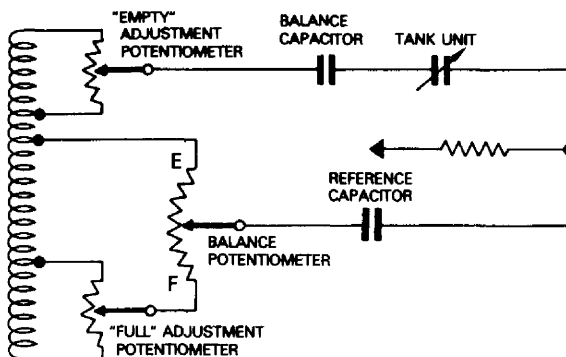 "EMPTY"
ADJUSTMENT
POTENTIOMETER
BALANCE
CAPACITOR
TANK UNIT
E
REFERENCE
CAPACITOR
BALANCE
POTENTIOMETER
F
"FULL" ADJUSTMENT
POTENTIOMETER